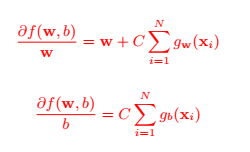 ∂f(w, b)/w = w + C ∑_{i=1}^{N} g_w(x_i)
∂f(w, b)/b = C ∑_{i=1}^{N} g_b(x_i)